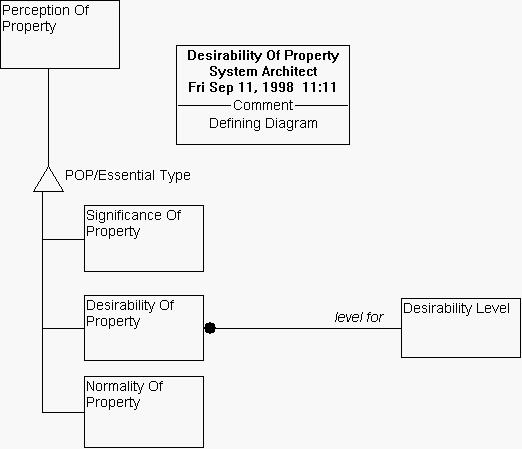 Perception Of
Property
Desirability Of Property
System Architect
Fri Sep 11, 1998  11:11
Comment
Defining Diagram
POP/Essential Type
Significance Of
Property
Desirability Of
Property
level for
Desirability Level
Normality Of
Property